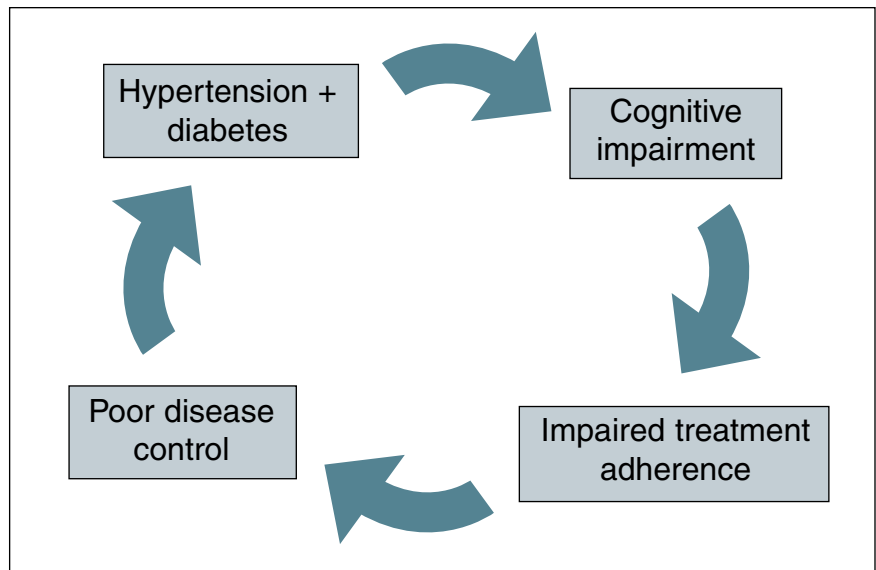 Hypertension +
diabetes
Cognitive
impairment
Impaired treatment
adherence
Poor disease
control